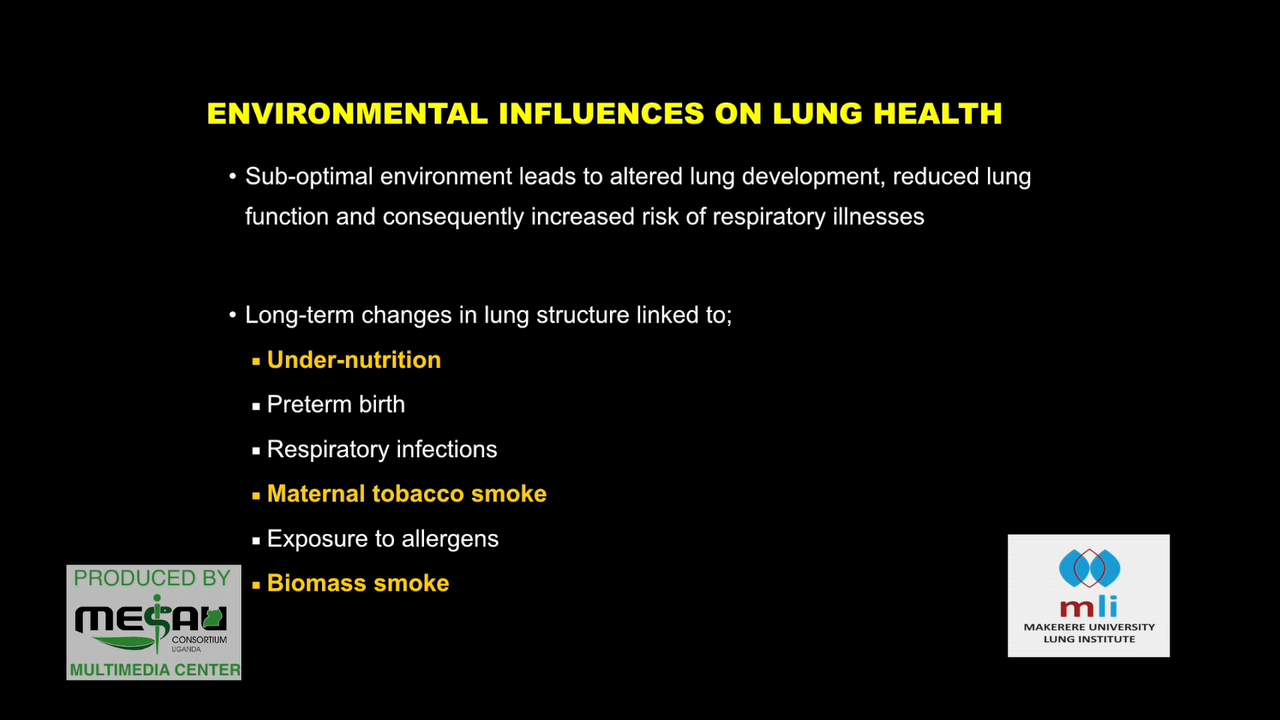 ENVIRONMENTAL INFLUENCES ON LUNG HEALTH
• Sub-optimal environment leads to altered lung development, reduced lung
function and consequently increased risk of respiratory illnesses
• Long-term changes in lung structure linked to;
▪ Under-nutrition
▪ Preterm birth
▪ Respiratory infections
▪ Maternal tobacco smoke
▪ Exposure to allergens
▪ Biomass smoke
PRODUCED BY
MESAU
CONSORTIUM
UGANDA
MULTIMEDIA CENTER
mli
MAKERERE UNIVERSITY
LUNG INSTITUTE